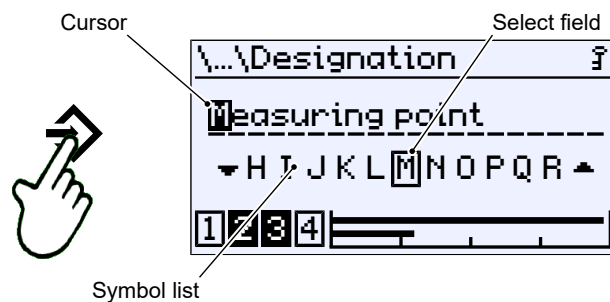 Cursor
Select field
\...\Designation
Measuring point
H I J K L M N O P Q R
1 2 3 4
Symbol list